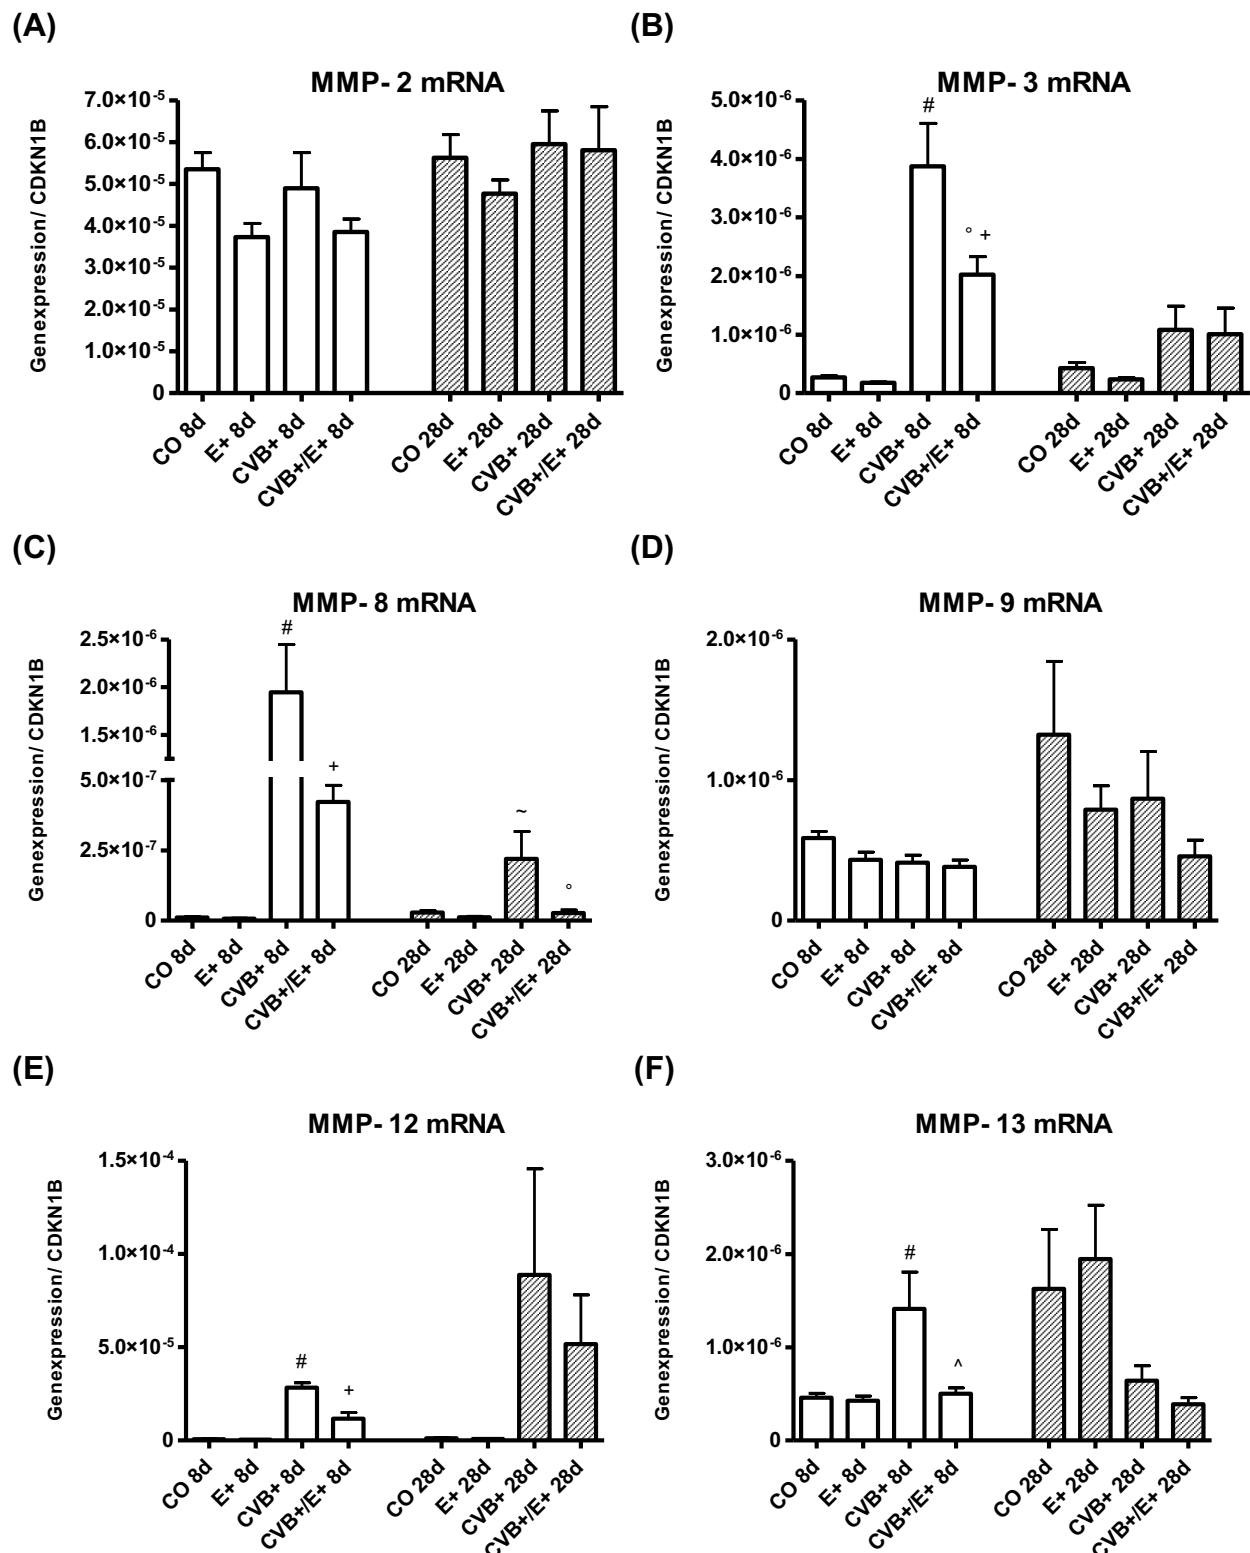 (A)
MMP- 2 mRNA
Genexpression/ CDKN1B
7.0×10⁻⁵
6.0×10⁻⁵
5.0×10⁻⁵
4.0×10⁻⁵
3.0×10⁻⁵
2.0×10⁻⁵
1.0×10⁻⁵
0
CO 8d
E+ 8d
CVB+ 8d
CVB+/E+ 8d
CO 28d
E+ 28d
CVB+ 28d
CVB+/E+ 28d
(B)
MMP- 3 mRNA
Genexpression/ CDKN1B
5.0×10⁻⁶
4.0×10⁻⁶
3.0×10⁻⁶
2.0×10⁻⁶
1.0×10⁻⁶
0
#
° +
CO 8d
E+ 8d
CVB+ 8d
CVB+/E+ 8d
CO 28d
E+ 28d
CVB+ 28d
CVB+/E+ 28d
(C)
MMP- 8 mRNA
Genexpression/ CDKN1B
2.5×10⁻⁶
2.0×10⁻⁶
1.5×10⁻⁶
5.0×10⁻⁷
2.5×10⁻⁷
0
#
+
~
°
CO 8d
E+ 8d
CVB+ 8d
CVB+/E+ 8d
CO 28d
E+ 28d
CVB+ 28d
CVB+/E+ 28d
(D)
MMP- 9 mRNA
Genexpression/ CDKN1B
2.0×10⁻⁶
1.0×10⁻⁶
0
CO 8d
E+ 8d
CVB+ 8d
CVB+/E+ 8d
CO 28d
E+ 28d
CVB+ 28d
CVB+/E+ 28d
(E)
MMP- 12 mRNA
Genexpression/ CDKN1B
1.5×10⁻⁴
1.0×10⁻⁴
5.0×10⁻⁵
0
#
+
CO 8d
E+ 8d
CVB+ 8d
CVB+/E+ 8d
CO 28d
E+ 28d
CVB+ 28d
CVB+/E+ 28d
(F)
MMP- 13 mRNA
Genexpression/ CDKN1B
3.0×10⁻⁶
2.0×10⁻⁶
1.0×10⁻⁶
0
#
^
CO 8d
E+ 8d
CVB+ 8d
CVB+/E+ 8d
CO 28d
E+ 28d
CVB+ 28d
CVB+/E+ 28d